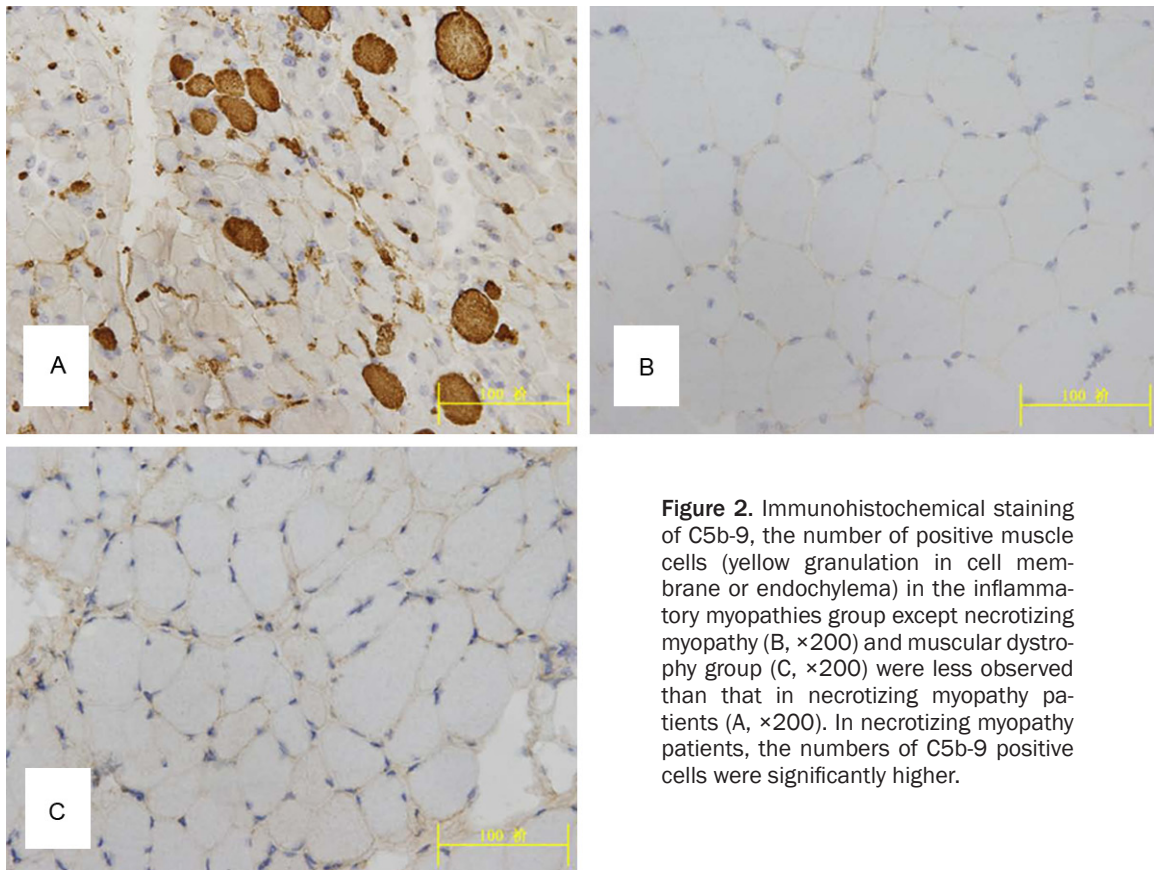 A
100 衸
B
100 衸
C
100 衸
Figure 2. Immunohistochemical staining
of C5b-9, the number of positive muscle
cells (yellow granulation in cell mem-
brane or endochylema) in the inflamma-
tory myopathies group except necrotizing
myopathy (B, ×200) and muscular dystro-
phy group (C, ×200) were less observed
than that in necrotizing myopathy pa-
tients (A, ×200). In necrotizing myopathy
patients, the numbers of C5b-9 positive
cells were significantly higher.